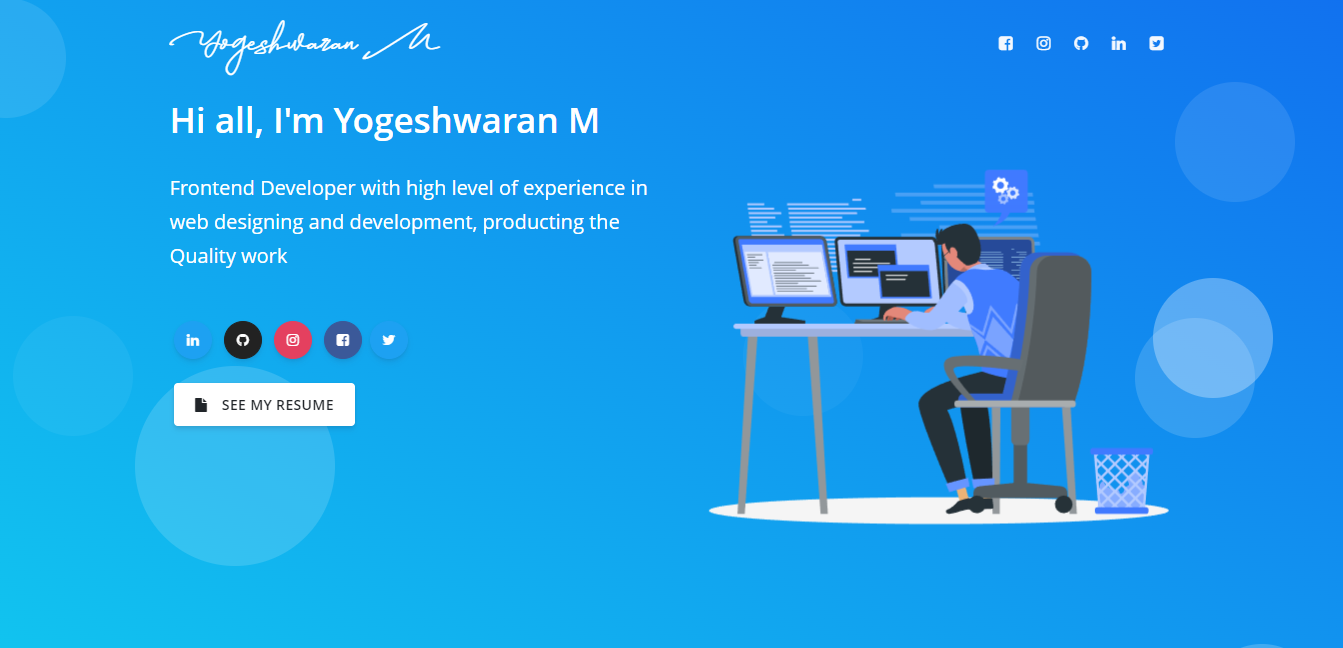 Yogeshwaran M
Hi all, I'm Yogeshwaran M
Frontend Developer with high level of experience in
web designing and development, producting the
Quality work
SEE MY RESUME